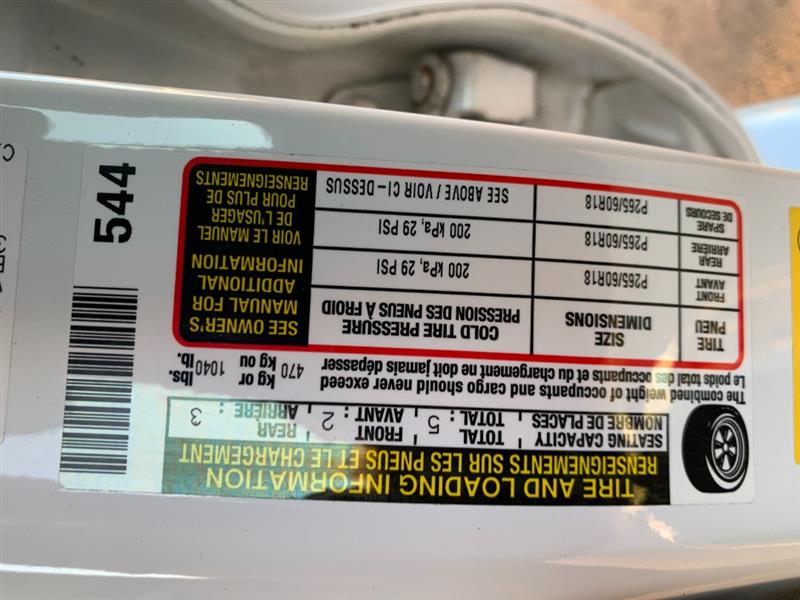 TIRE AND LOADING INFORMATION
RENSEIGNEMENTS SUR LES PNEUS ET LE CHARGEMENT
SEATING CAPACITY TOTAL FRONT REAR
NOMBRE DE PLACES TOTAL : 5 AVANT : 2 ARRIÈRE : 3
The combined weight of occupants and cargo should never exceed
Le poids total des occupants et du chargement ne doit jamais dépasser
470 kg or 1040 lbs.
kg ou lb.
TIRE
PNEU
SIZE
DIMENSIONS
COLD TIRE PRESSURE
PRESSION DES PNEUS À FROID
FRONT
AVANT
P265/60R18
200 kPa, 29 PSI
REAR
ARRIÈRE
P265/60R18
200 kPa, 29 PSI
SPARE
DE SECOURS
P265/60R18
SEE ABOVE / VOIR CI-DESSUS
SEE OWNER'S
MANUAL FOR
ADDITIONAL
INFORMATION
VOIR LE MANUEL
DE L'USAGER
POUR PLUS DE
RENSEIGNEMENTS
544